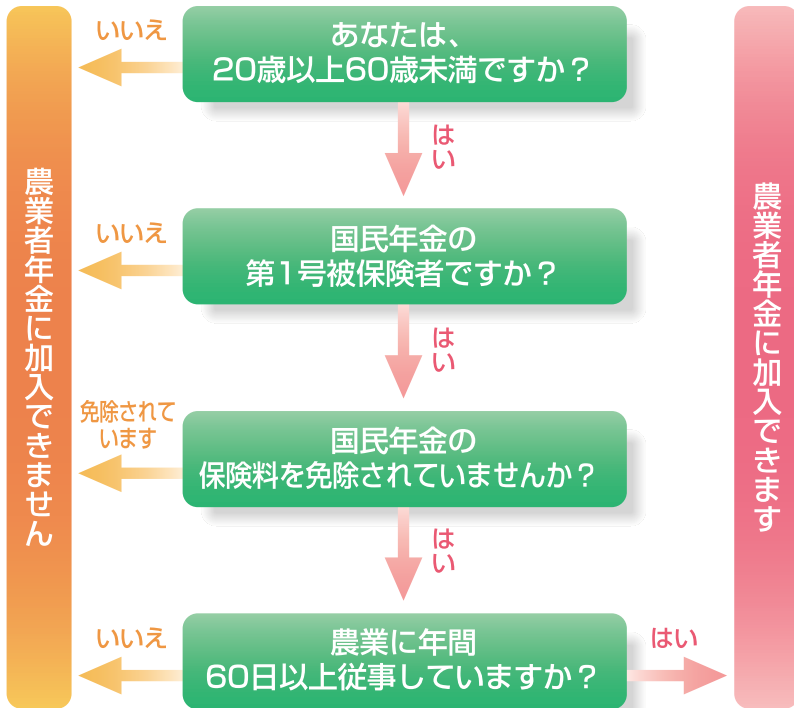 いいえ
あなたは、
20歳以上60歳未満ですか？
はい
いいえ
国民年金の
第1号被保険者ですか？
はい
免除されて
います
国民年金の
保険料を免除されていませんか？
はい
いいえ
農業に年間
60日以上従事していますか？
はい
農業者年金に加入できません
農業者年金に加入できます